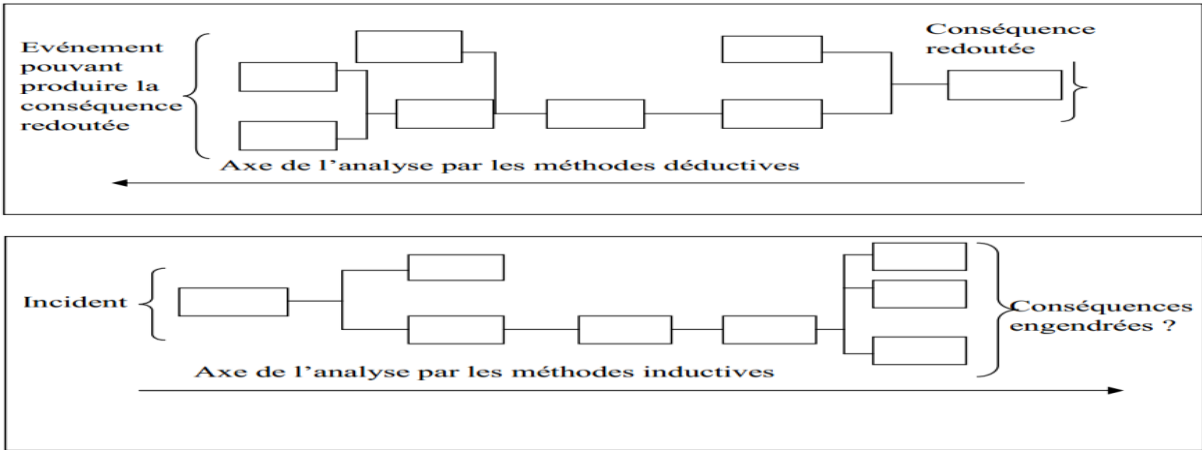 Evénement
pouvant
produire la
conséquence
redoutée
Conséquence
redoutée
Axe de l'analyse par les méthodes déductives
Incident
Conséquences
engendrées ?
Axe de l'analyse par les méthodes inductives